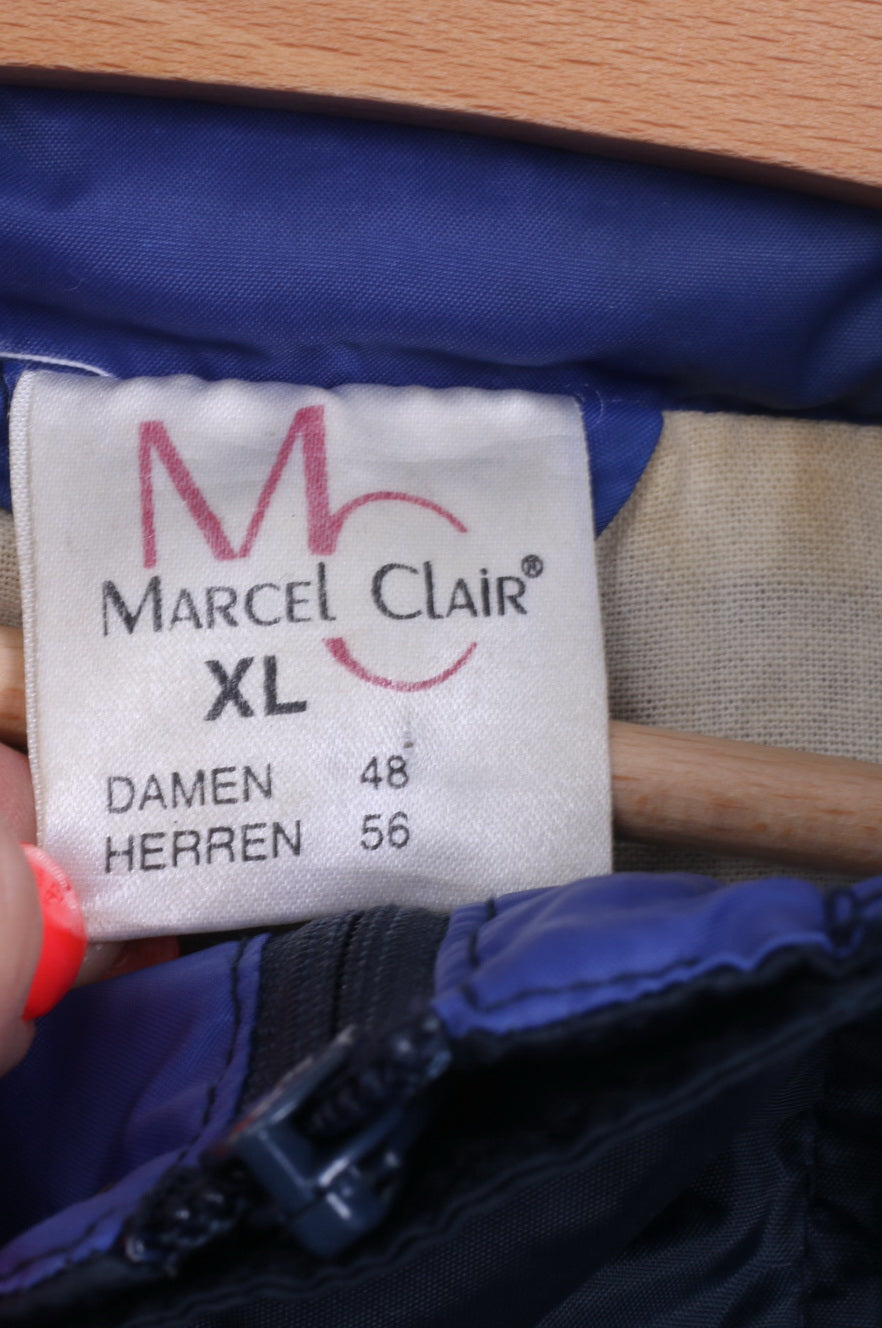 MC
MARCEL CLAIR®
XL
DAMEN 48
HERREN 56